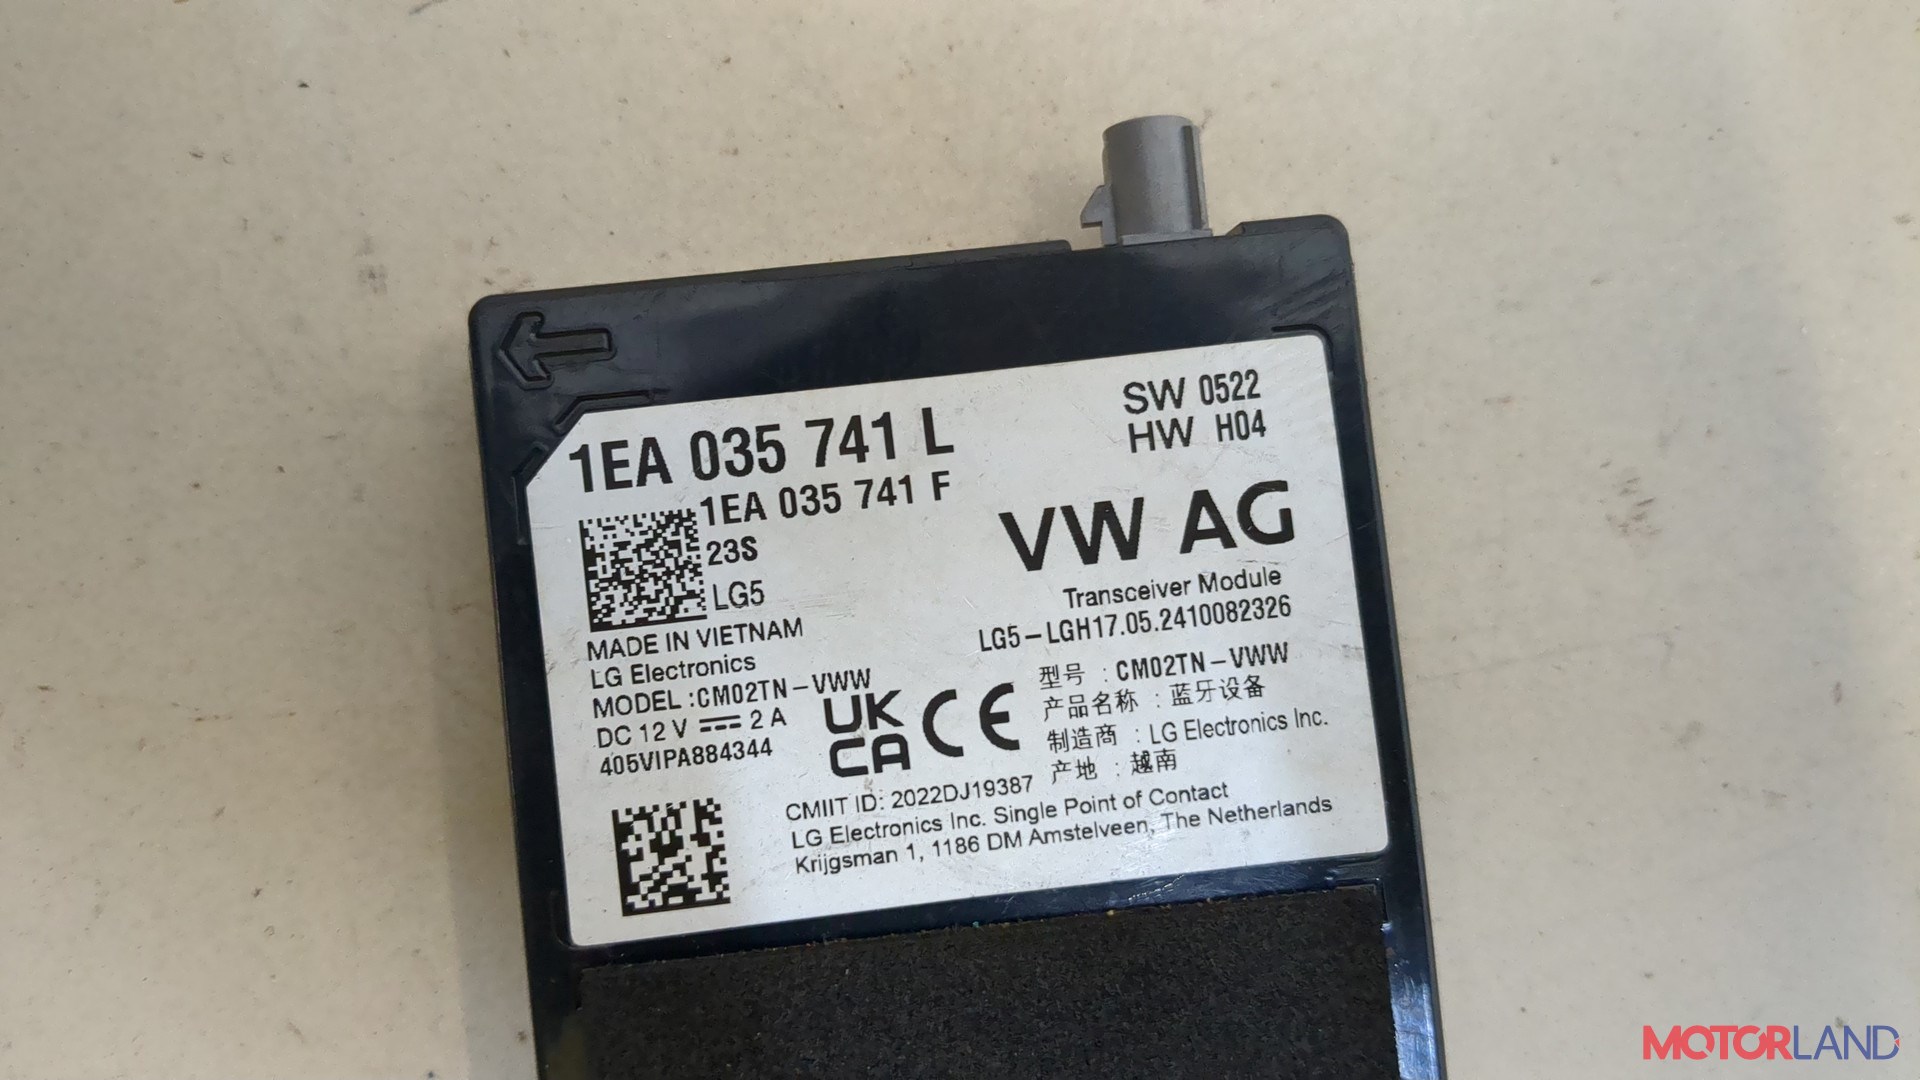 1EA 035 741 L
SW 0522
HW H04
1EA 035 741 F
23S
LG5
VW AG
Transceiver Module
LG5-LGH17.05.2410082326
MADE IN VIETNAM
LG Electronics
MODEL :CM02TN-VWW
DC 12 V ⎓ 2 A
405VIPA884344
UK
CA
CE
型号 : CM02TN-VWW
产品名称 : 蓝牙设备
制造商 : LG Electronics Inc.
产地 : 越南
CMIIT ID: 2022DJ19387
LG Electronics Inc. Single Point of Contact
Krijgsman 1, 1186 DM Amstelveen, The Netherlands
MOTORLAND